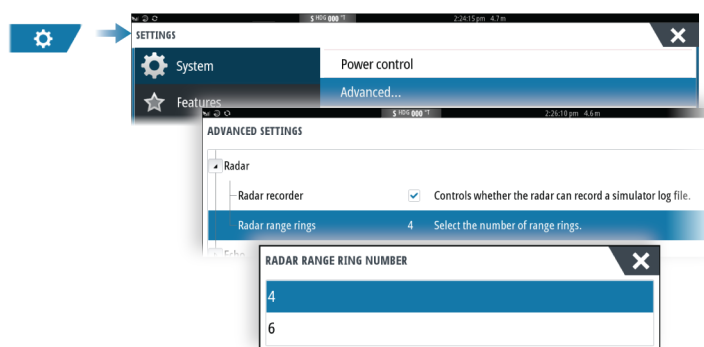 S HDG 000 °T 2:24:15 pm 4.7 m
SETTINGS
System
Power control
Features
Advanced...
S HDG 000 °T 2:26:10 pm 4.6 m
ADVANCED SETTINGS
Radar
Radar recorder Controls whether the radar can record a simulator log file.
Radar range rings 4 Select the number of range rings.
Echo
RADAR RANGE RING NUMBER
4
6